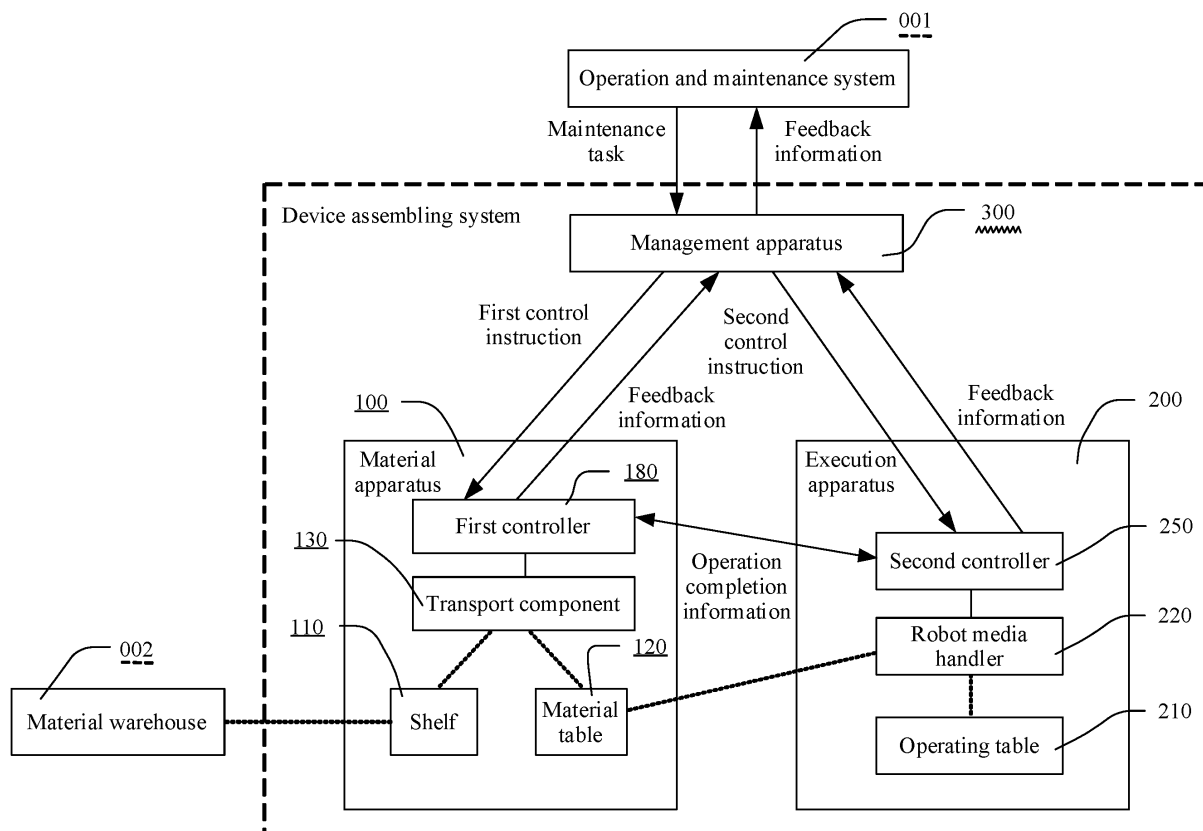 001
Operation and maintenance system
Maintenance
task
Feedback
information
Device assembling system
300
Management apparatus
First control
instruction
Second
control
instruction
Feedback
information
Feedback
information
100
200
Material
apparatus
180
First controller
Execution
apparatus
250
Second controller
130
Transport component
Operation
completion
information
110
120
220
Robot media
handler
002
Material warehouse
Shelf
Material
table
210
Operating table